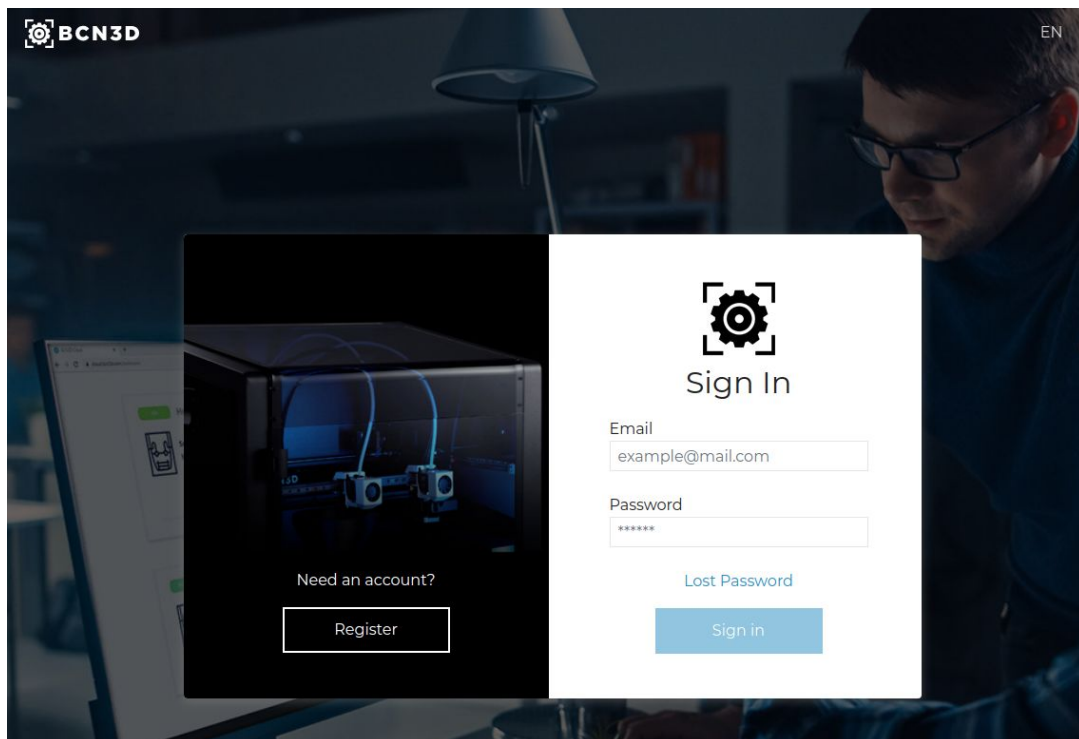 BCN3D
EN
Sign In
Email
example@mail.com
Password
******
Need an account?
Lost Password
Register
Sign in